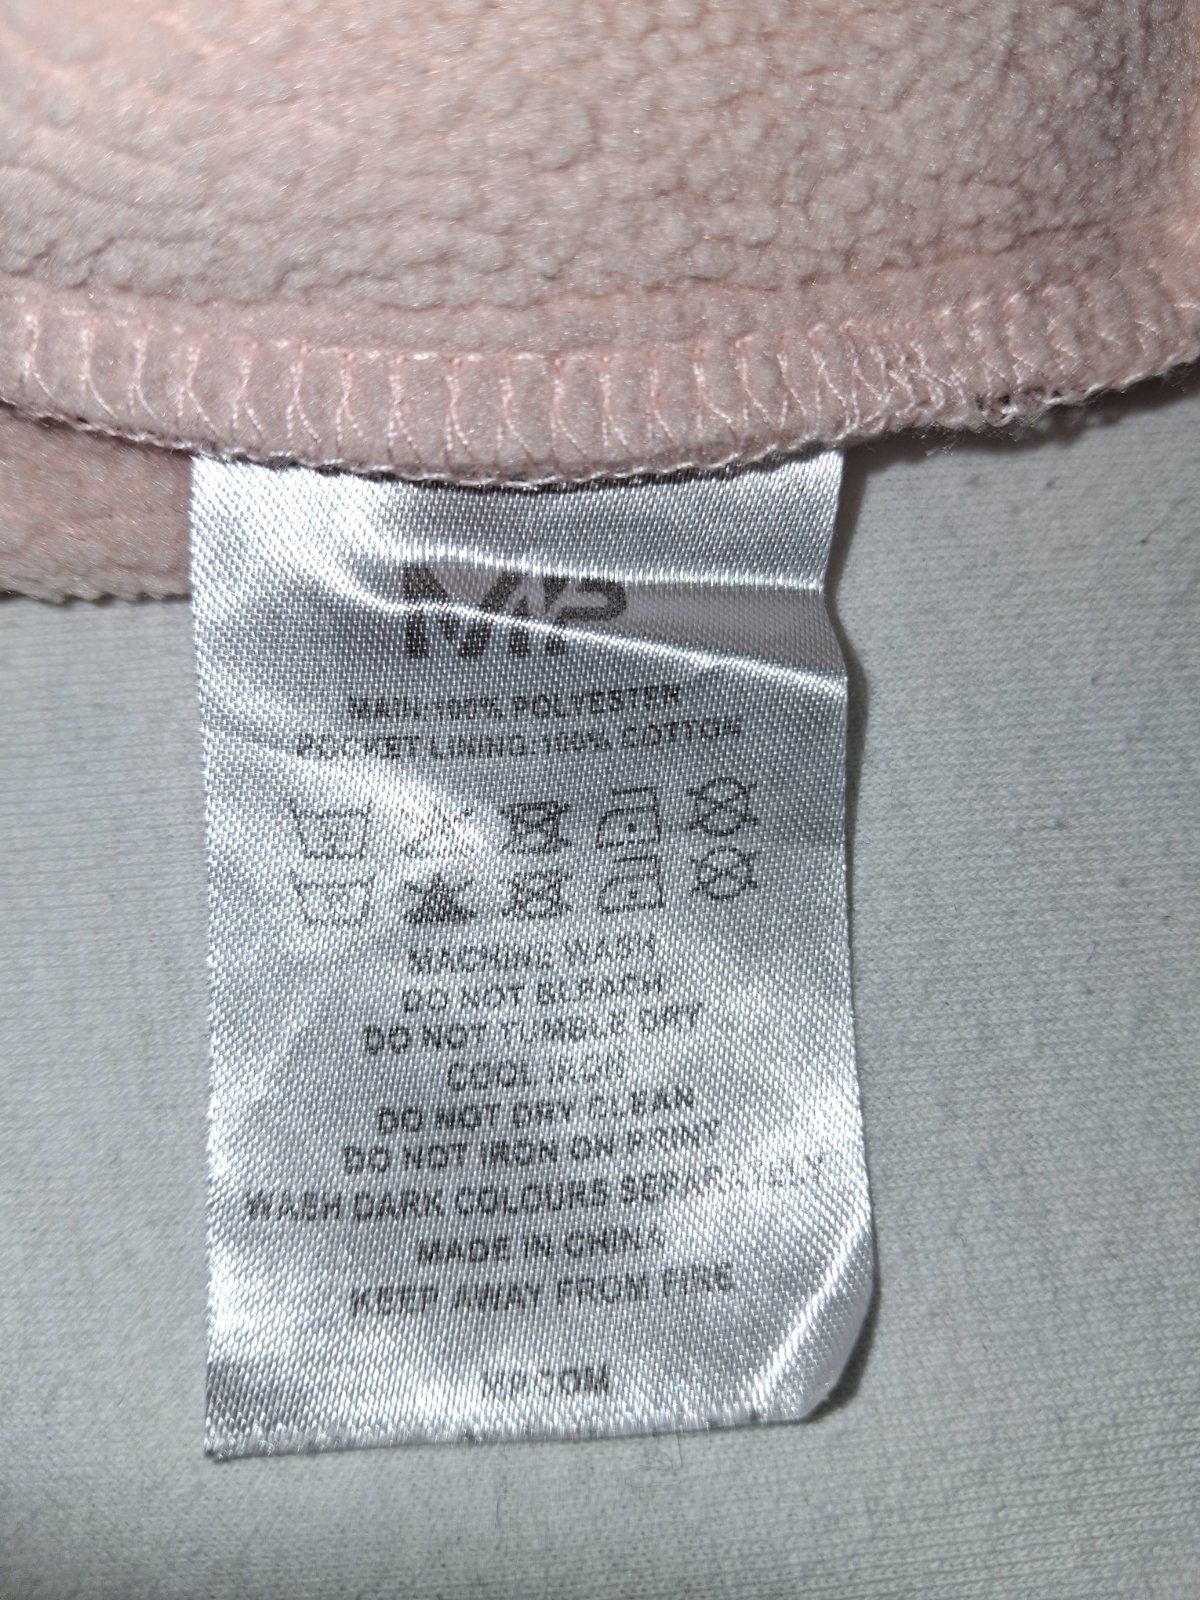 MP
MAIN: 100% POLYESTER
POCKET LINING: 100% COTTON
MACHINE WASH
DO NOT BLEACH
DO NOT TUMBLE DRY
COOL IRON
DO NOT DRY CLEAN
DO NOT IRON ON PRINT
WASH DARK COLOURS SEPARATELY
MADE IN CHINA
KEEP AWAY FROM FIRE